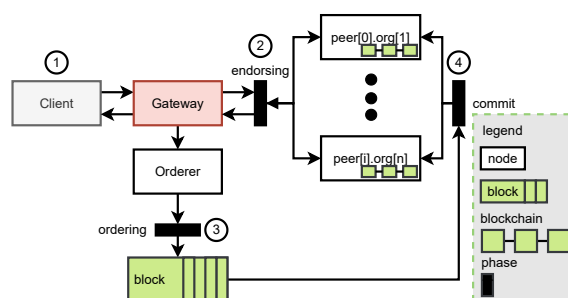 1
2
endorsing
peer[0].org[1]
4
Client
Gateway
commit
legend
peer[i].org[n]
node
Orderer
block
ordering
3
blockchain
block
phase